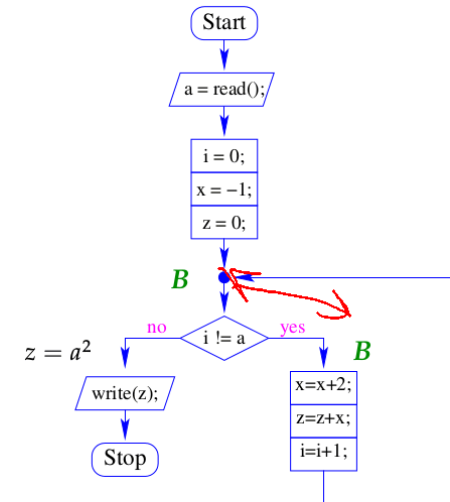 Start
a = read();
i = 0;
x = −1;
z = 0;
B
no
i != a
yes
z = a²
B
write(z);
x=x+2;
z=z+x;
i=i+1;
Stop